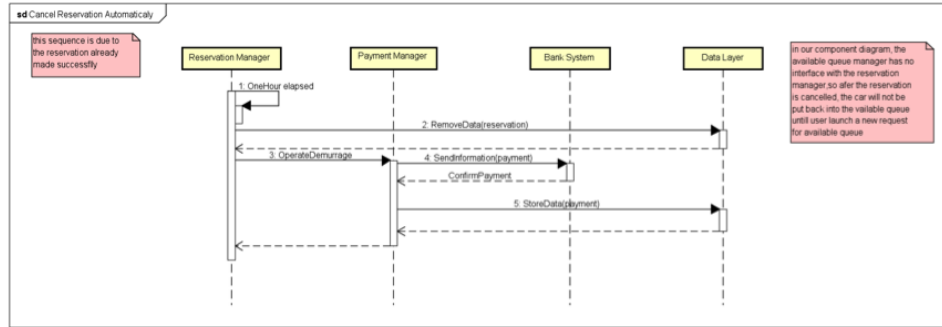 sd Cancel Reservation Automaticaly
this sequence is due to
the reservation already
made successflly
Reservation Manager
Payment Manager
Bank System
Data Layer
in our component diagram, the
available queue manager has no
interface with the reservation
manager,so afer the reservation
is cancelled, the car will not be
put back into the vailable queue
untill user launch a new request
for available queue
1: OneHour elapsed
2: RemoveData(reservation)
3: OperateDemurrage
4: SendInformation(payment)
ConfirmPayment
5: StoreData(payment)